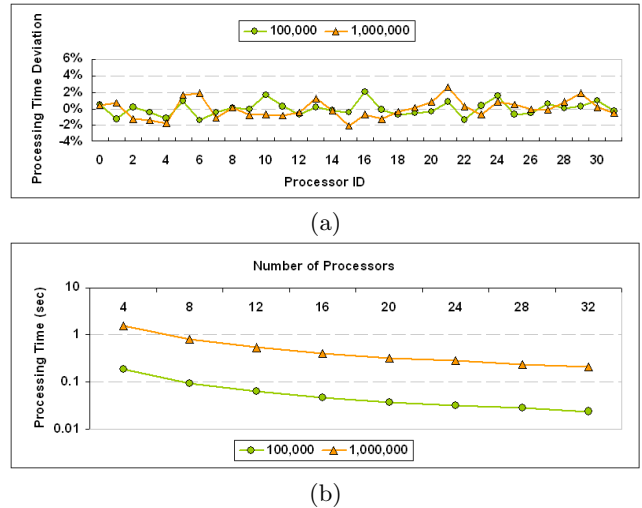 100,000 1,000,000
Processing Time Deviation
6%
4%
2%
0%
-2%
-4%
0 2 4 6 8 10 12 14 16 18 20 22 24 26 28 30
Processor ID
(a)
Number of Processors
Processing Time (sec)
10
1
0.1
0.01
4 8 12 16 20 24 28 32
100,000 1,000,000
(b)